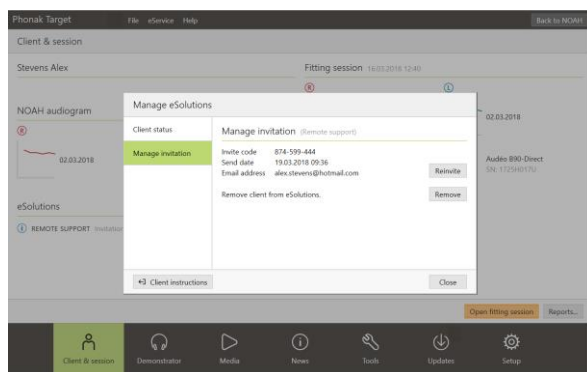 Phonak Target File eService Help Back to NOAH
Client & session
Stevens Alex Fitting session 16.03.2018 12:40
R L
NOAH audiogram
R
02.03.2018
02.03.2018
Audéo B90-Direct
SN: 1725H017U
eSolutions
REMOTE SUPPORT Invitation
Manage eSolutions
Client status
Manage invitation
Manage invitation (Remote support)
Invite code 874-599-444
Send date 19.03.2018 09:36
Email address alex.stevens@hotmail.com Reinvite
Remove client from eSolutions. Remove
Client instructions Close
Open fitting session Reports...
Client & session Demonstrator Media News Tools Updates Setup